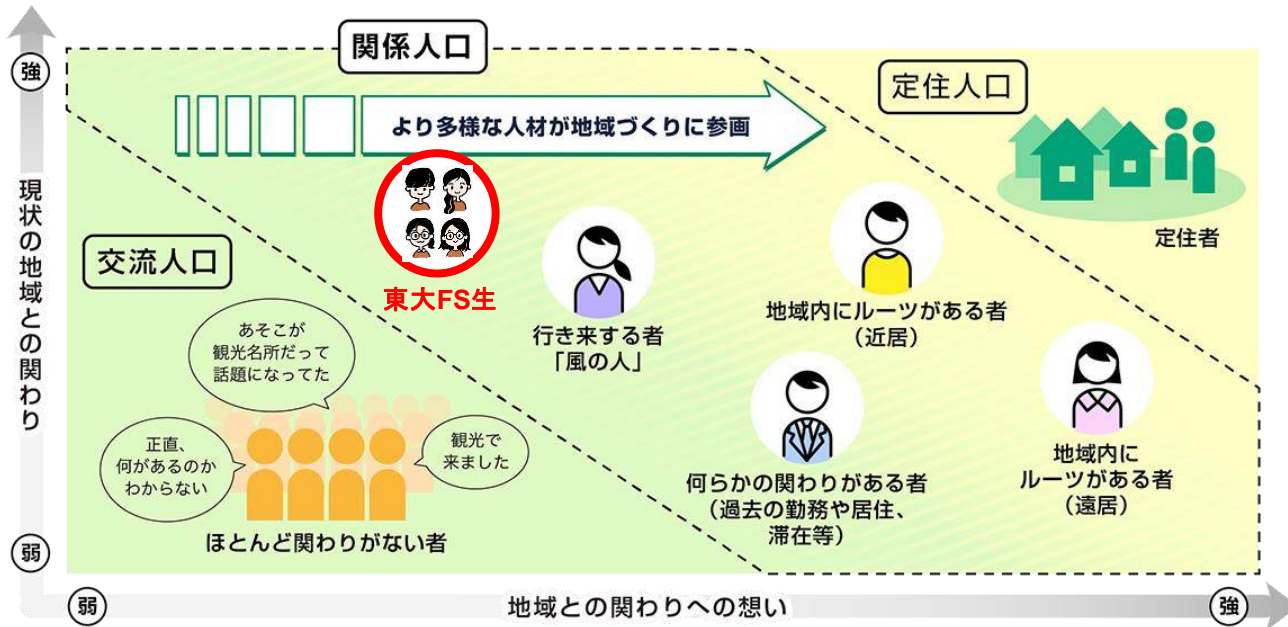 関係人口
強
定住人口
より多様な人材が地域づくりに参画
現状の地域との関わり
交流人口
東大FS生
定住者
あそこが
観光名所だって
話題になってた
行き来する者
「風の人」
地域内にルーツがある者
（近居）
正直、
何があるのか
わからない
観光で
来ました
地域内に
ルーツがある者
（遠居）
何らかの関わりがある者
（過去の勤務や居住、
滞在等）
ほとんど関わりがない者
弱
弱
地域との関わりへの想い
強